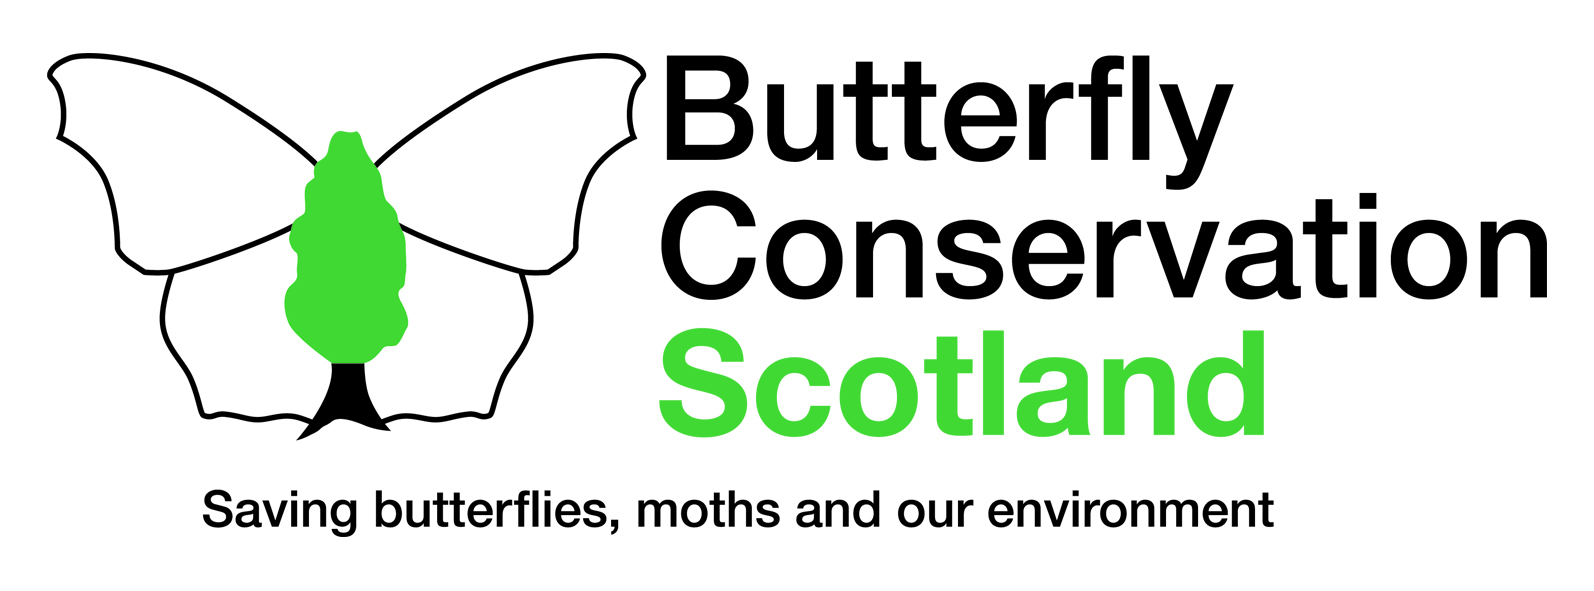 Butterfly
Conservation
Scotland
Saving butterflies, moths and our environment